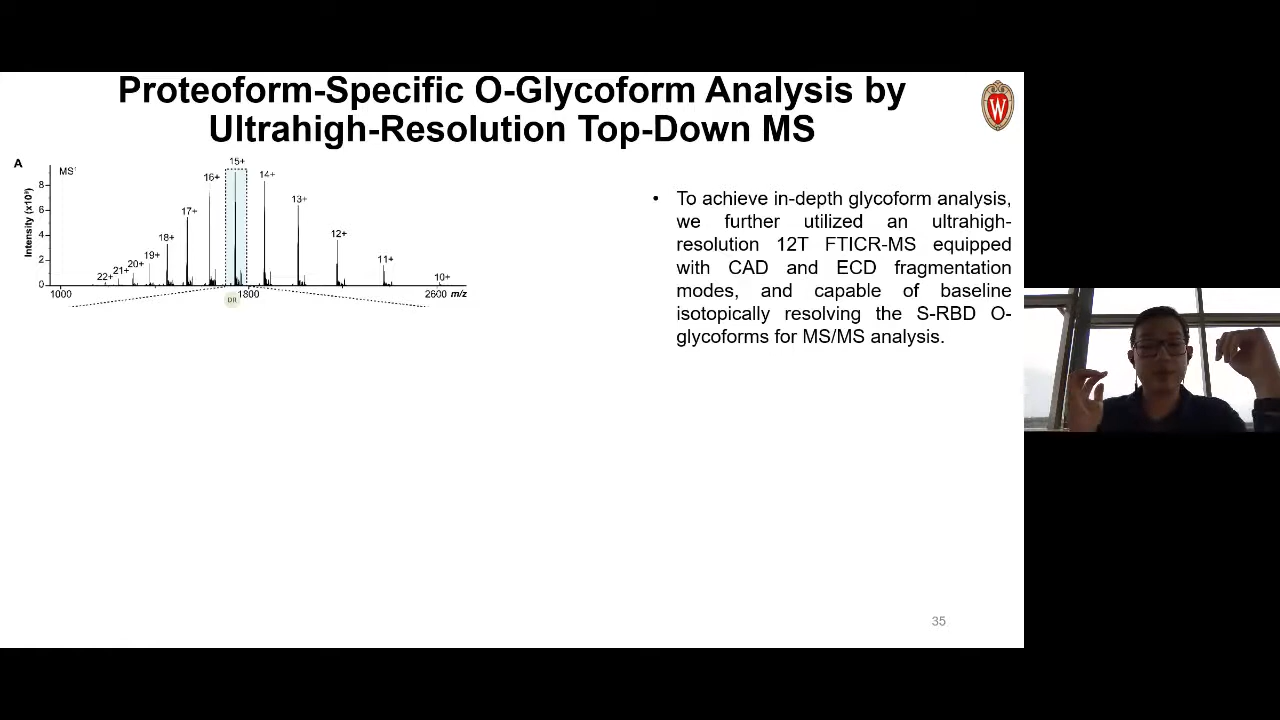 Proteoform-Specific O-Glycoform Analysis by
Ultrahigh-Resolution Top-Down MS
W
A
MS¹
Intensity (x10⁸)
8
6
4
2
0
22+ 21+ 20+ 19+ 18+ 17+ 16+ 15+ 14+ 13+ 12+ 11+ 10+
1000 1800 2600 m/z
DR
• To achieve in-depth glycoform analysis,
we further utilized an ultrahigh-
resolution 12T FTICR-MS equipped
with CAD and ECD fragmentation
modes, and capable of baseline
isotopically resolving the S-RBD O-
glycoforms for MS/MS analysis.
35